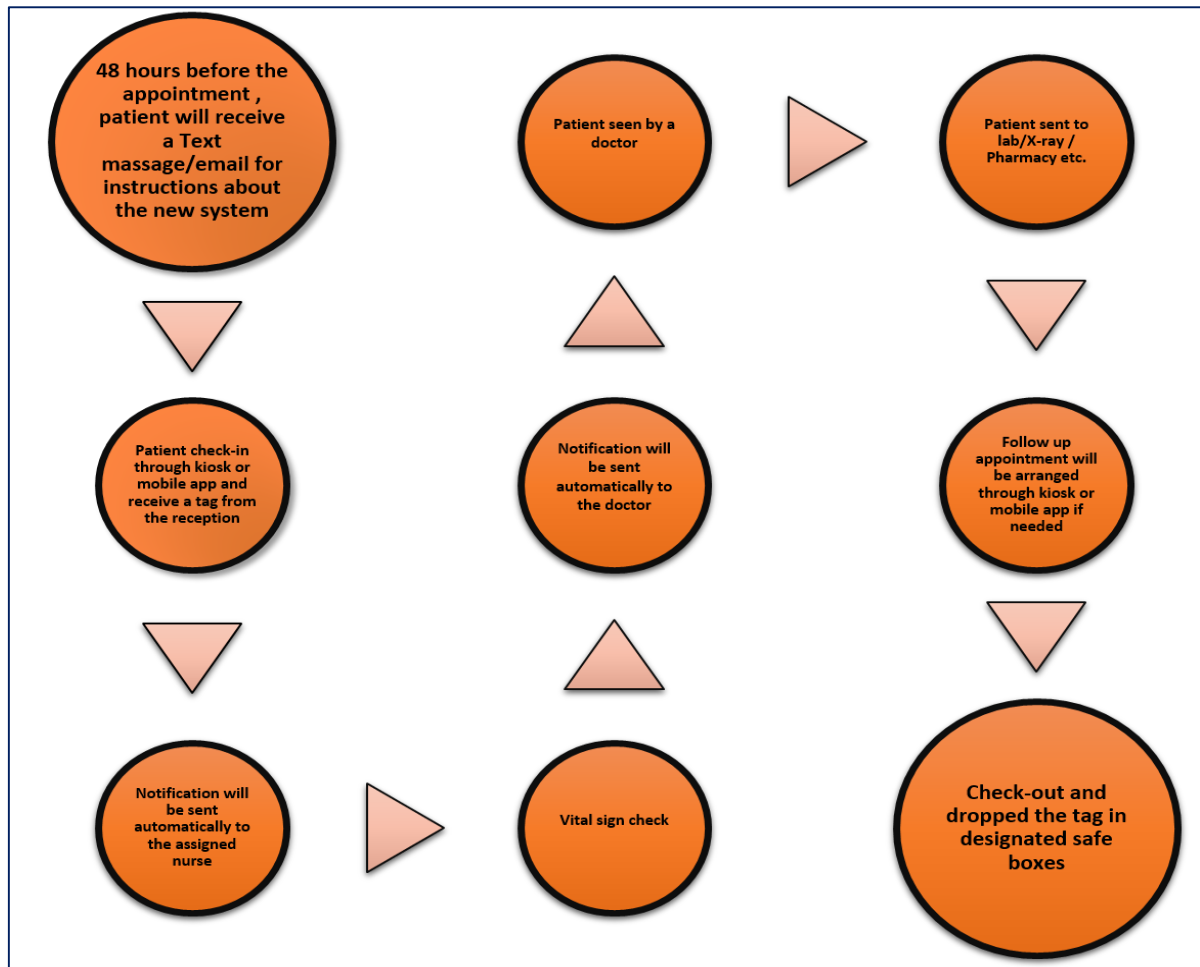 48 hours before the
appointment ,
patient will receive
a Text
massage/email for
instructions about
the new system
Patient check-in
through kiosk or
mobile app and
receive a tag from
the reception
Notification will
be sent
automatically to
the assigned
nurse
Vital sign check
Notification will
be sent
automatically to
the doctor
Patient seen by a
doctor
Patient sent to
lab/X-ray /
Pharmacy etc.
Follow up
appointment will
be arranged
through kiosk or
mobile app if
needed
Check-out and
dropped the tag in
designated safe
boxes